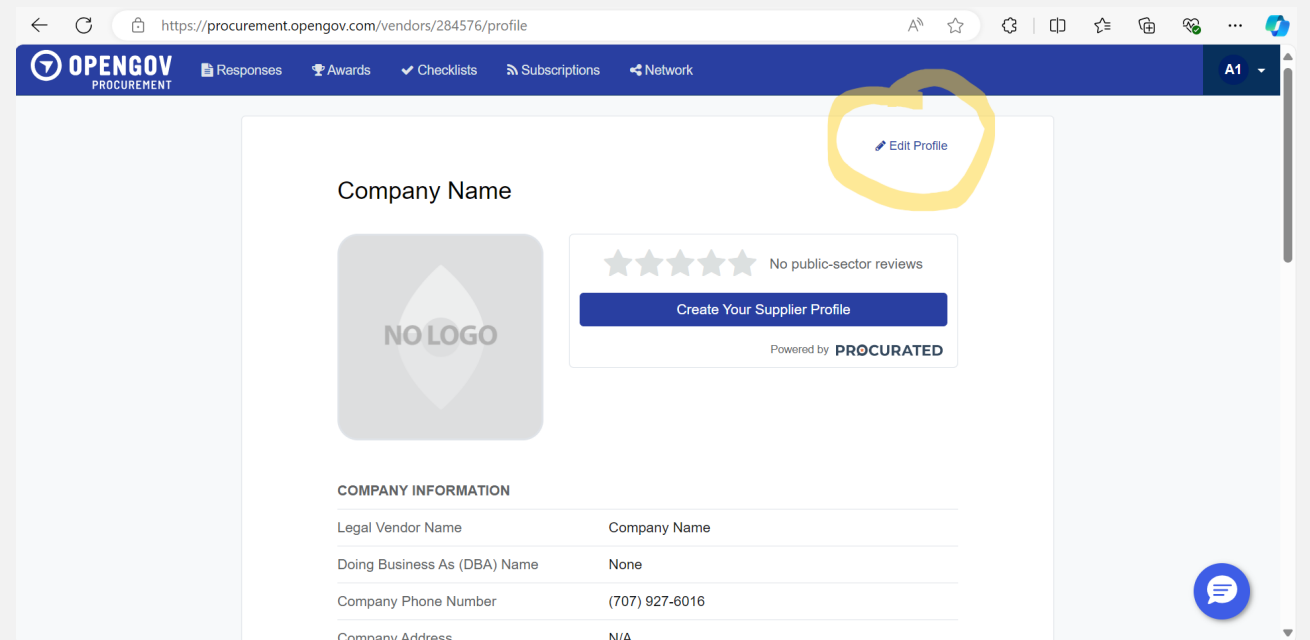 https://procurement.opengov.com/vendors/284576/profile
OPENGOV
PROCUREMENT
Responses
Awards
Checklists
Subscriptions
Network
A1
Edit Profile
Company Name
NO LOGO
No public-sector reviews
Create Your Supplier Profile
Powered by PROCURATED
COMPANY INFORMATION
Legal Vendor Name Company Name
Doing Business As (DBA) Name None
Company Phone Number (707) 927-6016
Company Address N/A